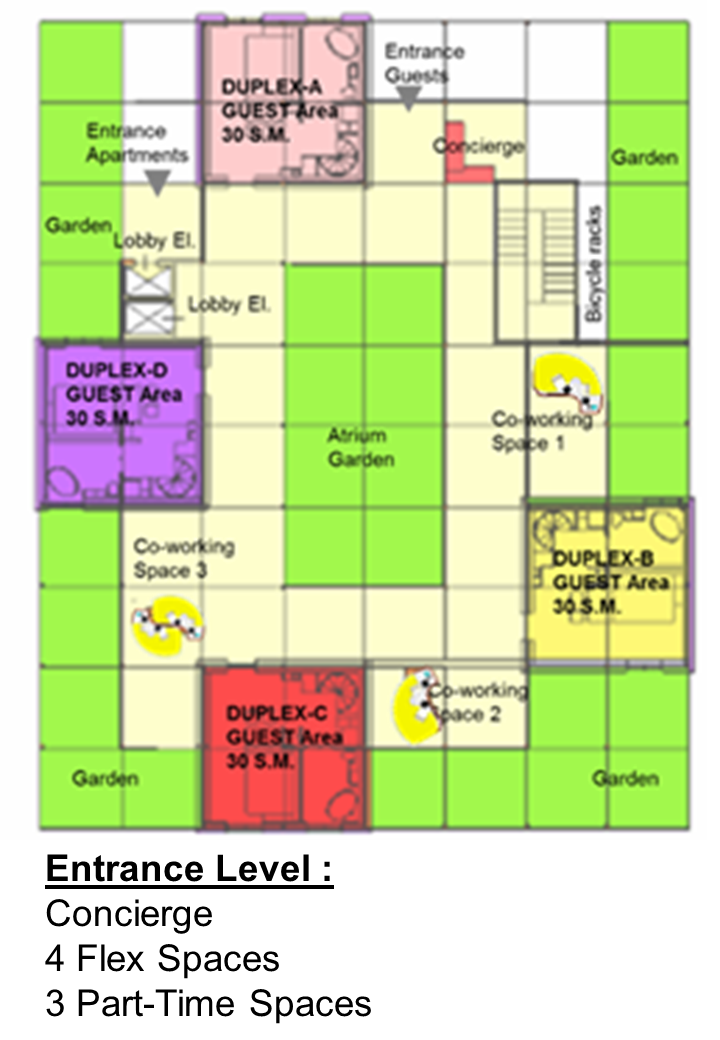 Entrance
Guests
DUPLEX-A
GUEST Area
30 S.M.
Entrance
Apartments
Concierge
Garden
Garden
Lobby El.
Bicycle racks
Lobby El.
DUPLEX-D
GUEST Area
30 S.M.
Co-working
Space 1
Atrium
Garden
Co-working
Space 3
DUPLEX-B
GUEST Area
30 S.M.
Co-working
Space 2
DUPLEX-C
GUEST Area
30 S.M.
Garden
Garden
Entrance Level :
Concierge
4 Flex Spaces
3 Part-Time Spaces